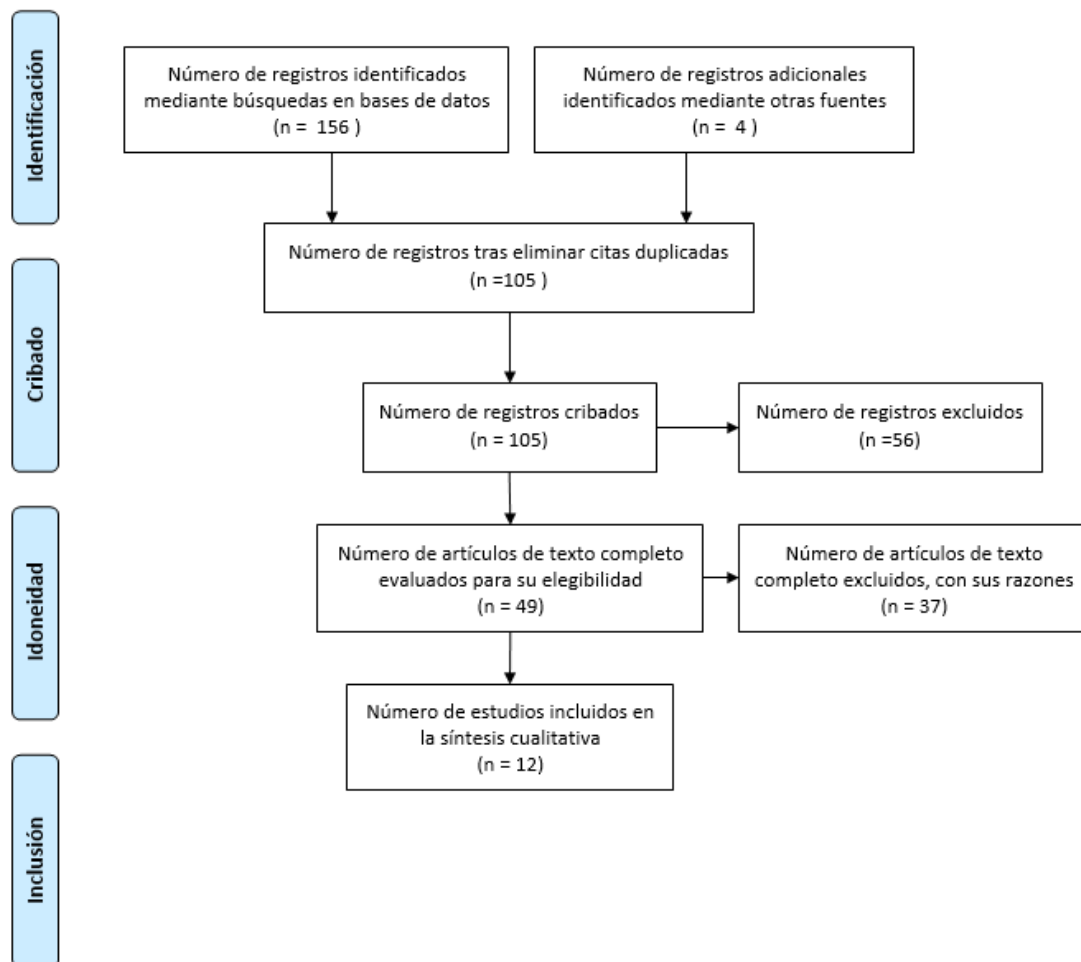 Identificación
Número de registros identificados
mediante búsquedas en bases de datos
(n = 156 )
Número de registros adicionales
identificados mediante otras fuentes
(n = 4 )
Número de registros tras eliminar citas duplicadas
(n =105 )
Cribado
Número de registros cribados
(n = 105)
Número de registros excluidos
(n =56)
Idoneidad
Número de artículos de texto completo
evaluados para su elegibilidad
(n = 49)
Número de artículos de texto
completo excluidos, con sus razones
(n = 37)
Número de estudios incluidos en
la síntesis cualitativa
(n = 12)
Inclusión